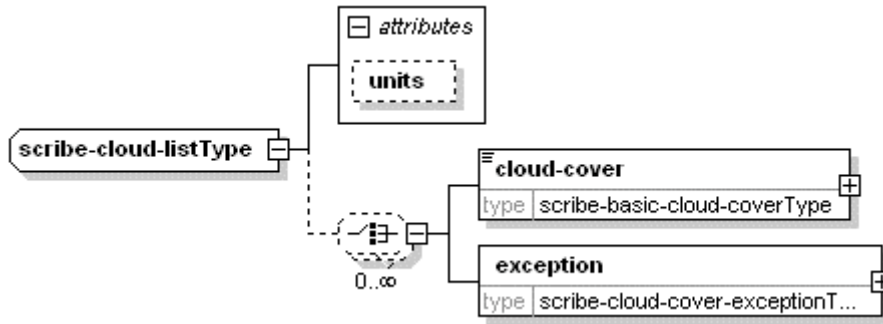 attributes
units
scribe-cloud-listType
cloud-cover
type scribe-basic-cloud-coverType
0..∞
exception
type scribe-cloud-cover-exceptionT...